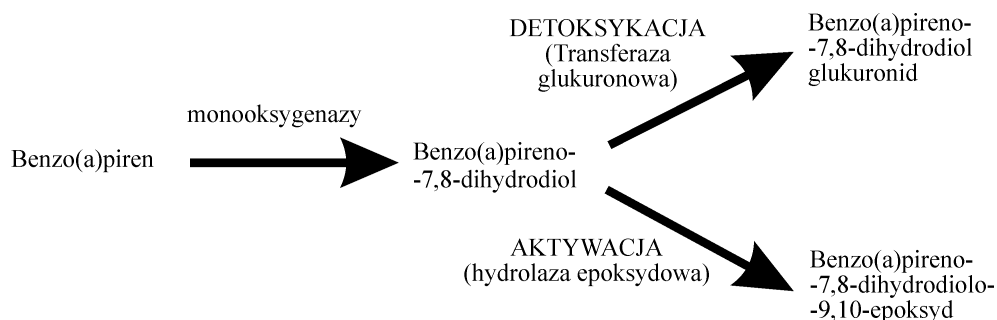 Benzo(a)piren
monooksygenazy
Benzo(a)pireno-
-7,8-dihydrodiol
DETOKSYKACJA
(Transferaza
glukuronowa)
Benzo(a)pireno-
-7,8-dihydrodiol
glukuronid
AKTYWACJA
(hydrolaza epoksydowa)
Benzo(a)pireno-
-7,8-dihydrodiolo-
-9,10-epoksyd